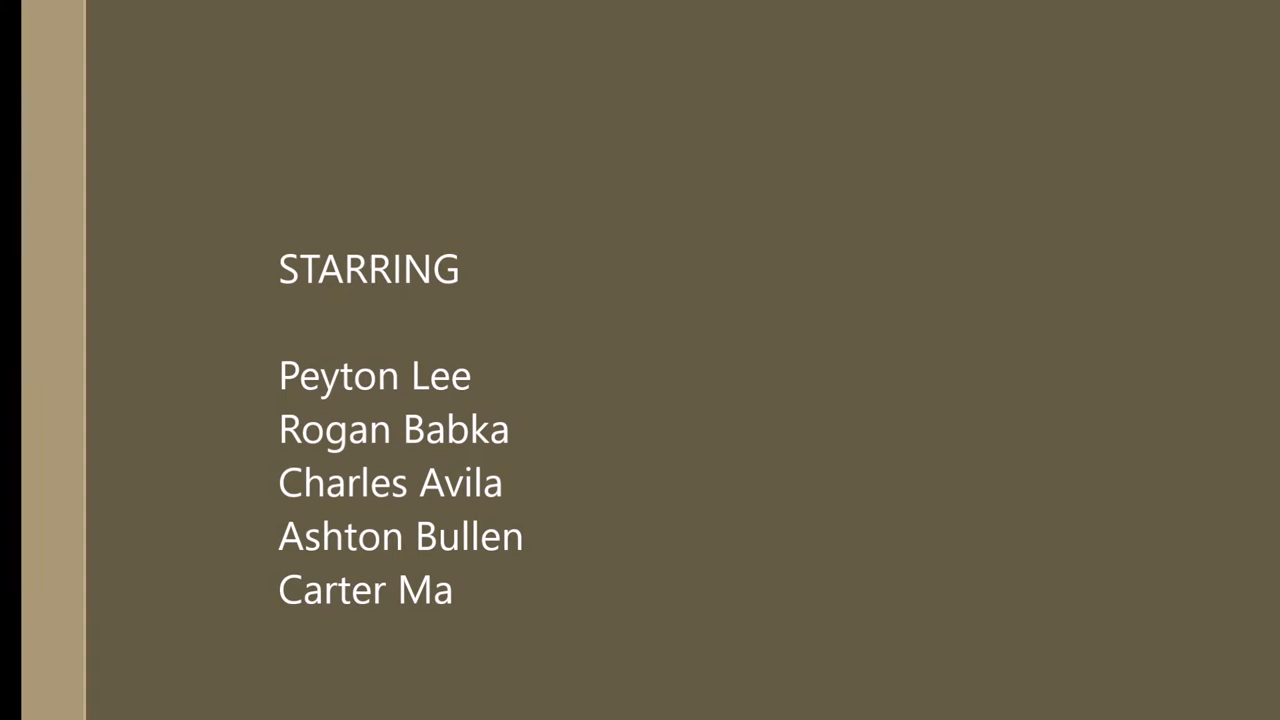 STARRING
Peyton Lee
Rogan Babka
Charles Avila
Ashton Bullen
Carter Ma